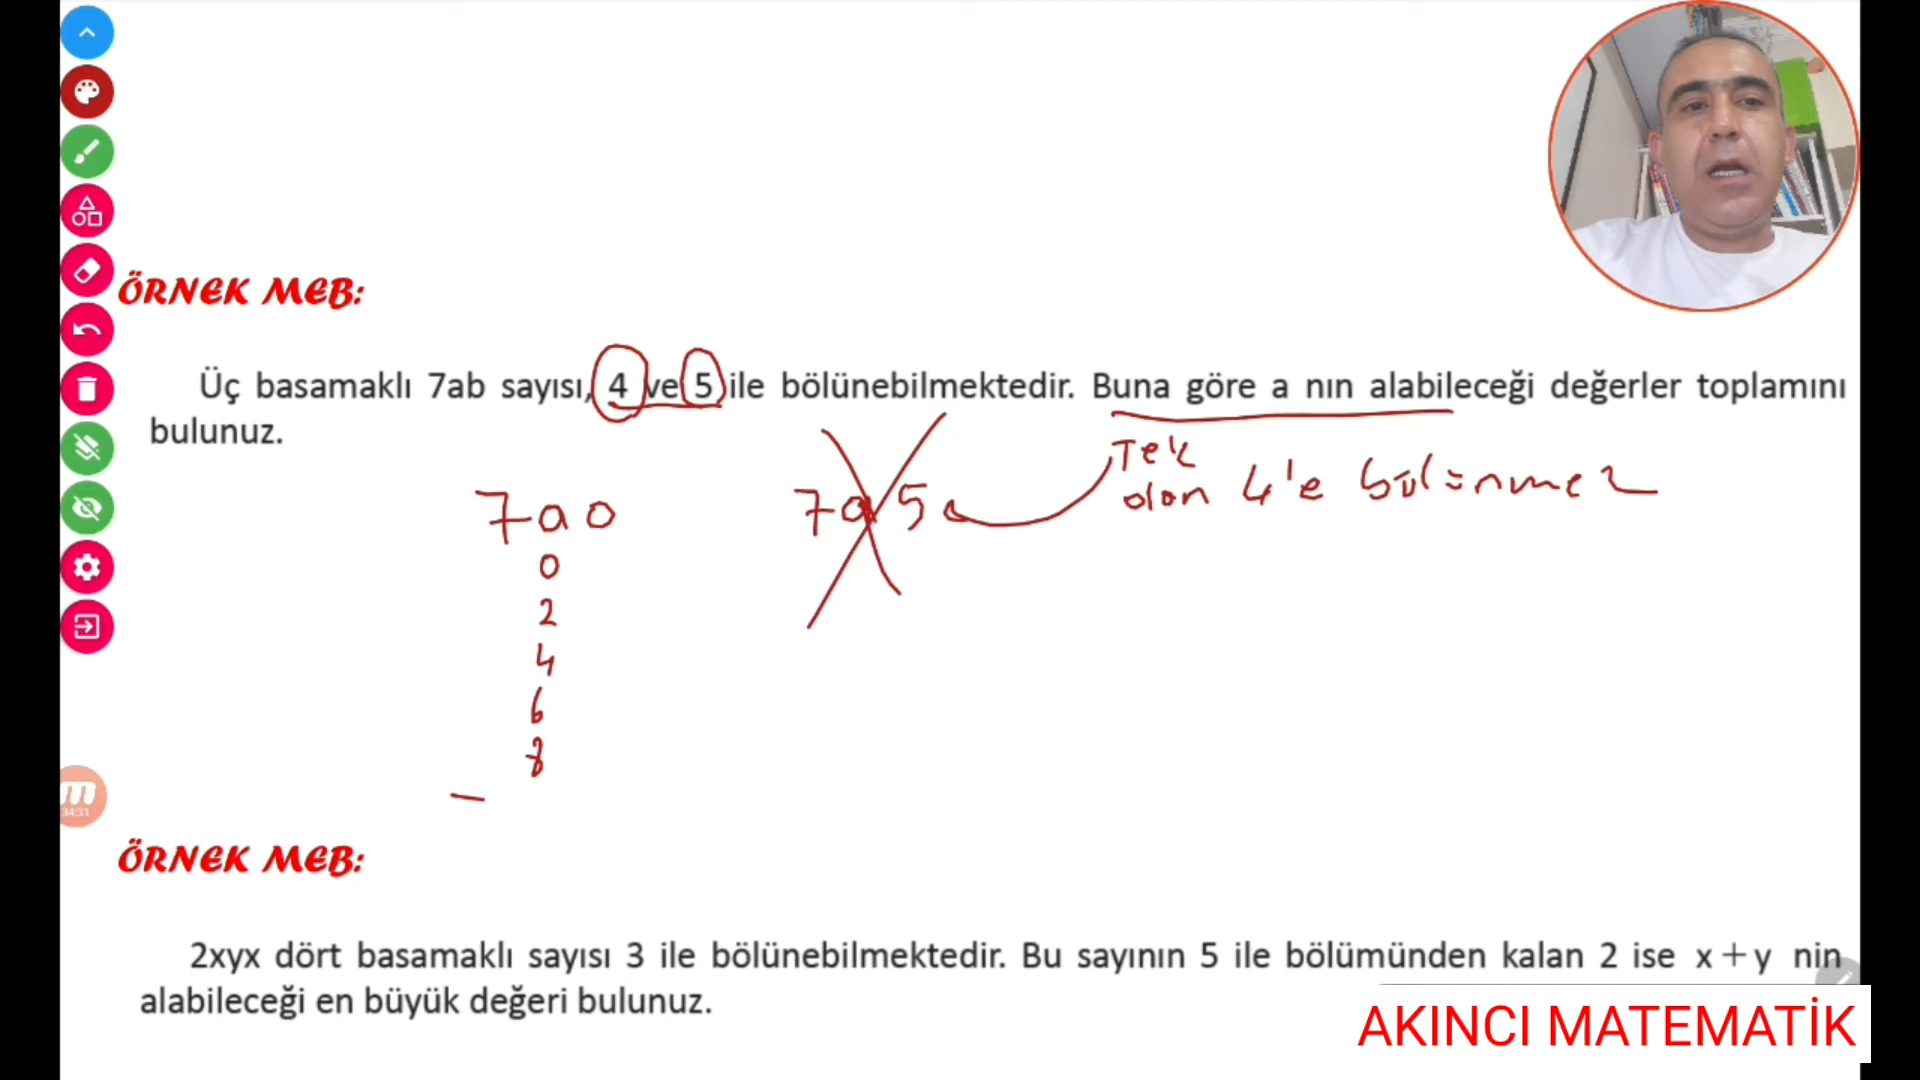 ÖRNEK MEB:
Üç basamaklı 7ab sayısı, 4 ve 5 ile bölünebilmektedir. Buna göre a nın alabileceği değerler toplamını
bulunuz.
Tek
olan 4'e bölünmez
7a0
7a5
0
2
4
6
8
34:31
ÖRNEK MEB:
2xyx dört basamaklı sayısı 3 ile bölünebilmektedir. Bu sayının 5 ile bölümünden kalan 2 ise x+y nin
alabileceği en büyük değeri bulunuz.
AKINCI MATEMATİK